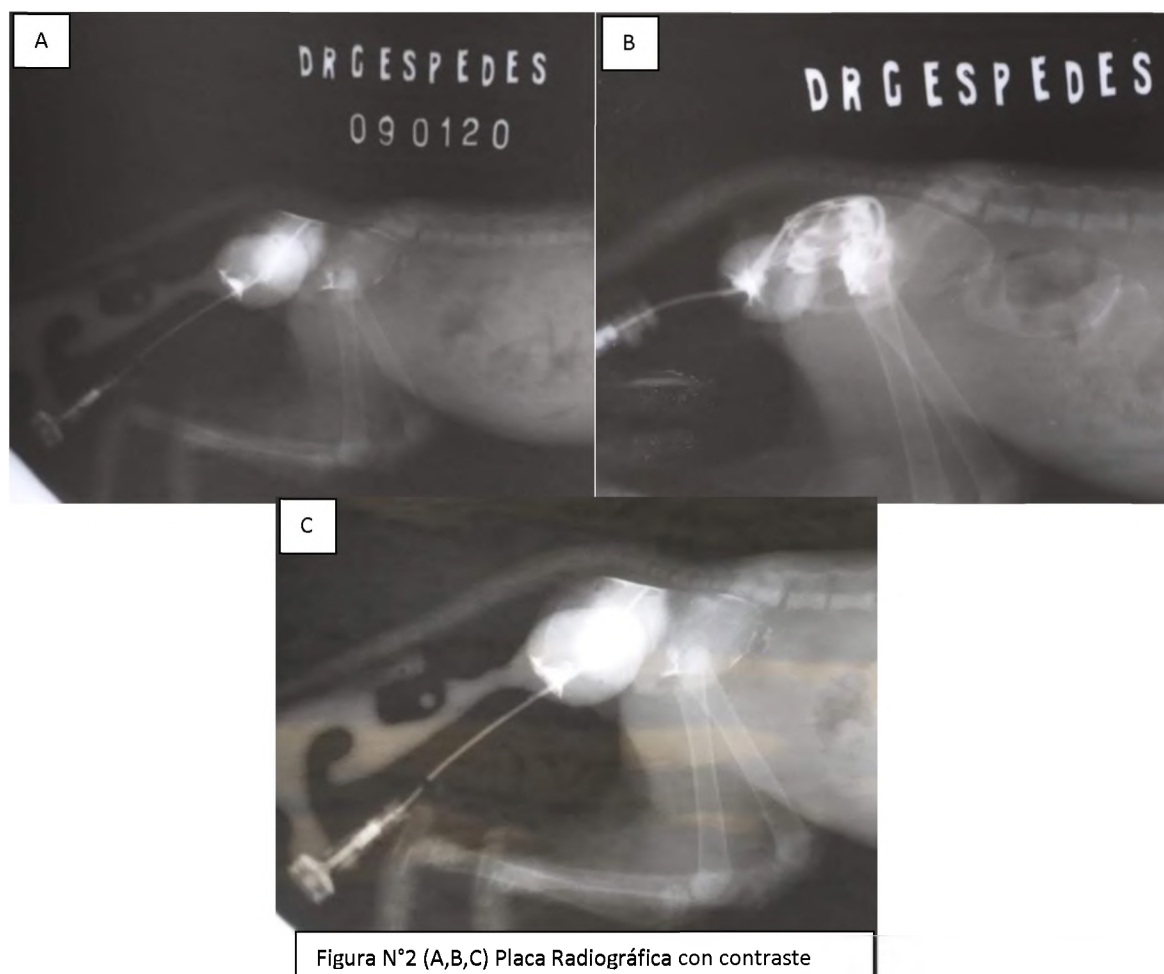 A
DRCESPEDES
090120
B
DRCESPEDES
C
Figura N°2 (A,B,C) Placa Radiográfica con contraste